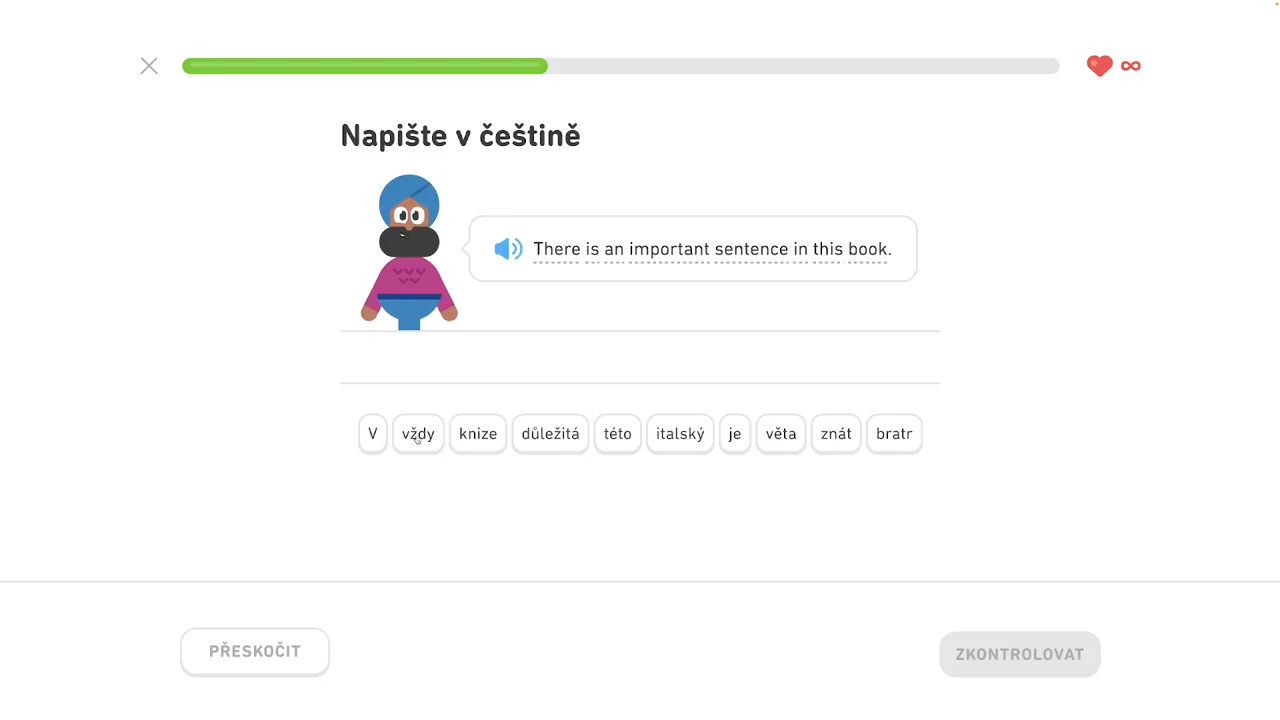 ∞
Napište v češtině
There is an important sentence in this book.
V vždy knize důležitá této italský je věta znát bratr
PŘESKOČIT ZKONTROLOVAT